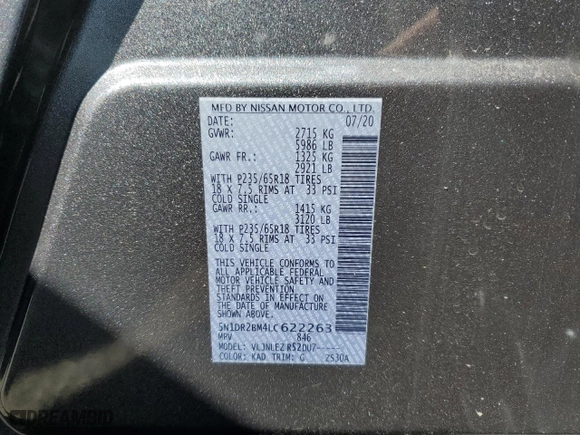 MFD BY NISSAN MOTOR CO., LTD.
DATE: 07/20
GVWR: 2715 KG
5986 LB
GAWR FR: 1325 KG
2921 LB
WITH P235/65R18 TIRES
18 X 7.5 RIMS AT 33 PSI
COLD SINGLE
GAWR RR.: 1415 KG
3120 LB
WITH P235/65R18 TIRES
18 X 7.5 RIMS AT 33 PSI
COLD SINGLE
THIS VEHICLE CONFORMS TO
ALL APPLICABLE FEDERAL
MOTOR VEHICLE SAFETY AND
THEFT PREVENTION
STANDARDS IN EFFECT ON
THE DATE OF MANUFACTURE
SHOWN ABOVE.
5N1DR2BM4LC622263
MPV 846
MODEL: VLJNLEZ R52DU7-----
COLOR: KAD TRIM: G 2S30A
DREAMBID